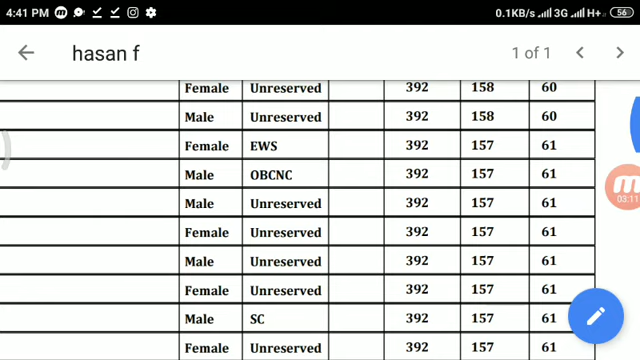 4:41 PM 0.1KB/s 3G H+ 56
hasan f 1 of 1
Female Unreserved 392 158 60
Male Unreserved 392 158 60
Female EWS 392 157 61
Male OBCNC 392 157 61
Male Unreserved 392 157 61
Female Unreserved 392 157 61
Male Unreserved 392 157 61
Female Unreserved 392 157 61
Male SC 392 157 61
Female Unreserved 392 157 61
M
03:11